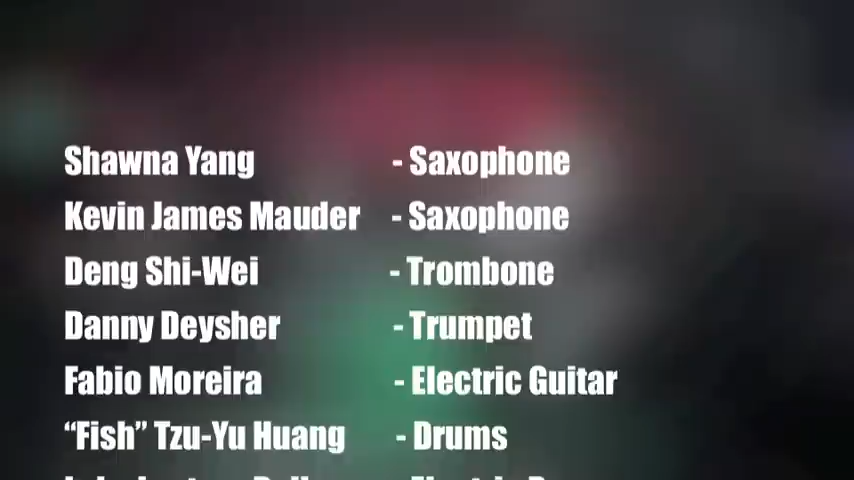 Shawna Yang - Saxophone
Kevin James Mauder - Saxophone
Deng Shi-Wei - Trombone
Danny Deysher - Trumpet
Fabio Moreira - Electric Guitar
“Fish” Tzu-Yu Huang - Drums